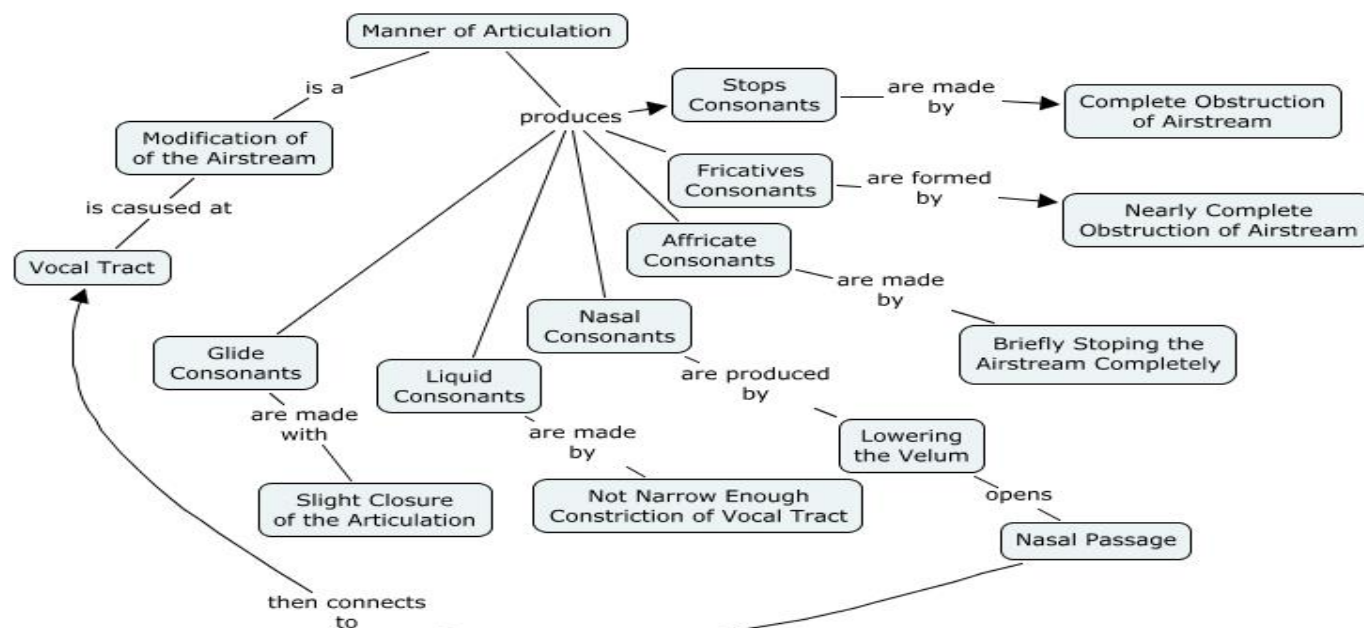 Manner of Articulation
is a
produces
Stops
Consonants
are made
by
Complete Obstruction
of Airstream
Modification of
of the Airstream
Fricatives
Consonants
are formed
by
Nearly Complete
Obstruction of Airstream
is casused at
Vocal Tract
Affricate
Consonants
are made
by
Briefly Stoping the
Airstream Completely
Nasal
Consonants
are produced
by
Lowering
the Velum
opens
Nasal Passage
Glide
Consonants
are made
with
Slight Closure
of the Articulation
Liquid
Consonants
are made
by
Not Narrow Enough
Constriction of Vocal Tract
then connects
to